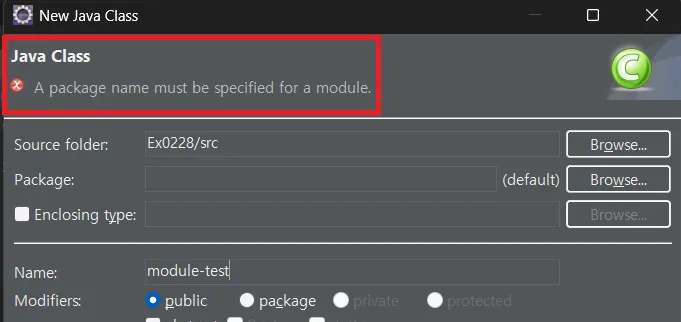 New Java Class
Java Class
A package name must be specified for a module.
Source folder: Ex0228/src Browse...
Package: (default) Browse...
Enclosing type: Browse...
Name: module-test
Modifiers: public package private protected